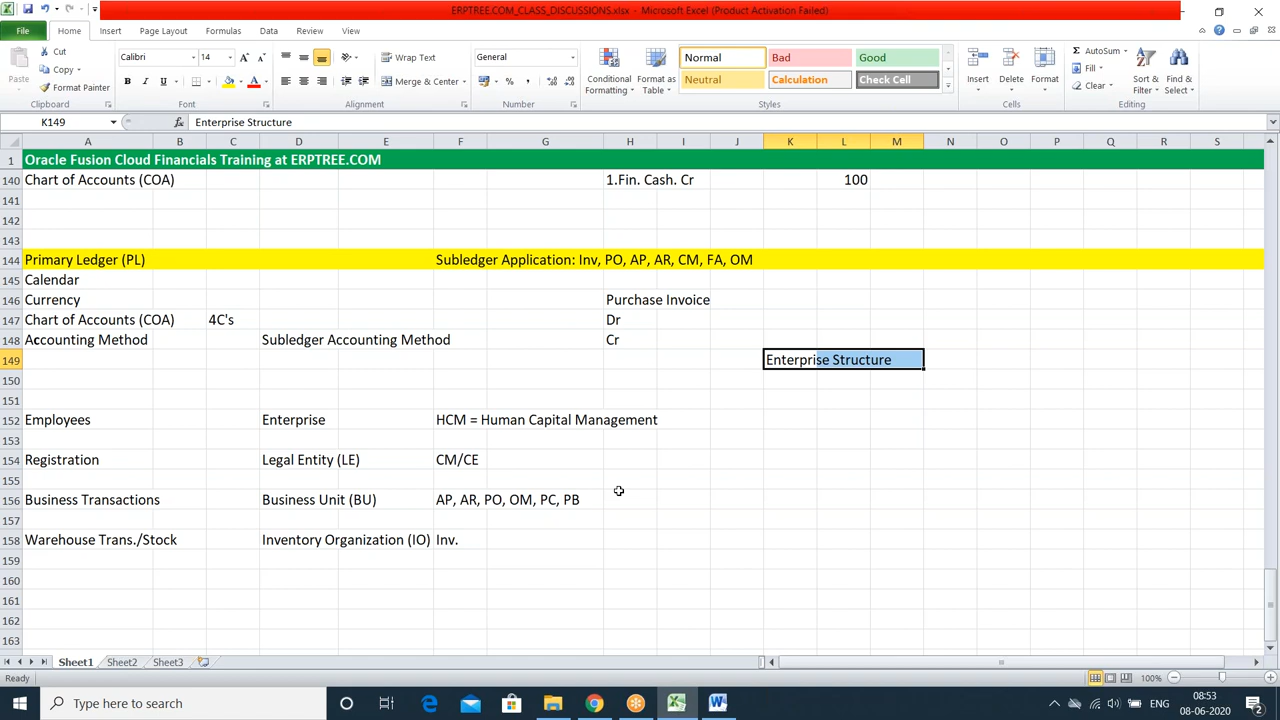 ERPTREE.COM_CLASS_DISCUSSIONS.xlsx - Microsoft Excel (Product Activation Failed)
File Home Insert Page Layout Formulas Data Review View
Cut
Copy
Format Painter
Paste
Clipboard
Calibri 14
B I U
Font
Wrap Text
Merge & Center
Alignment
General
Number
Conditional Formatting
Format as Table
Normal Bad Good
Neutral Calculation Check Cell
Styles
Insert Delete Format
Cells
AutoSum
Fill
Clear
Sort & Filter
Find & Select
Editing
K149 fx Enterprise Structure
A B C D E F G H I J K L M N O P Q R S
1 Oracle Fusion Cloud Financials Training at ERPTREE.COM
140 Chart of Accounts (COA) 1.Fin. Cash. Cr 100
141
142
143
144 Primary Ledger (PL) Subledger Application: Inv, PO, AP, AR, CM, FA, OM
145 Calendar
146 Currency Purchase Invoice
147 Chart of Accounts (COA) 4C's Dr
148 Accounting Method Subledger Accounting Method Cr
149 Enterprise Structure
150
151
152 Employees Enterprise HCM = Human Capital Management
153
154 Registration Legal Entity (LE) CM/CE
155
156 Business Transactions Business Unit (BU) AP, AR, PO, OM, PC, PB
157
158 Warehouse Trans./Stock Inventory Organization (IO) Inv.
159
160
161
162
163
Sheet1 Sheet2 Sheet3
Ready 100%
Type here to search
ENG
08:53
08-06-2020
2